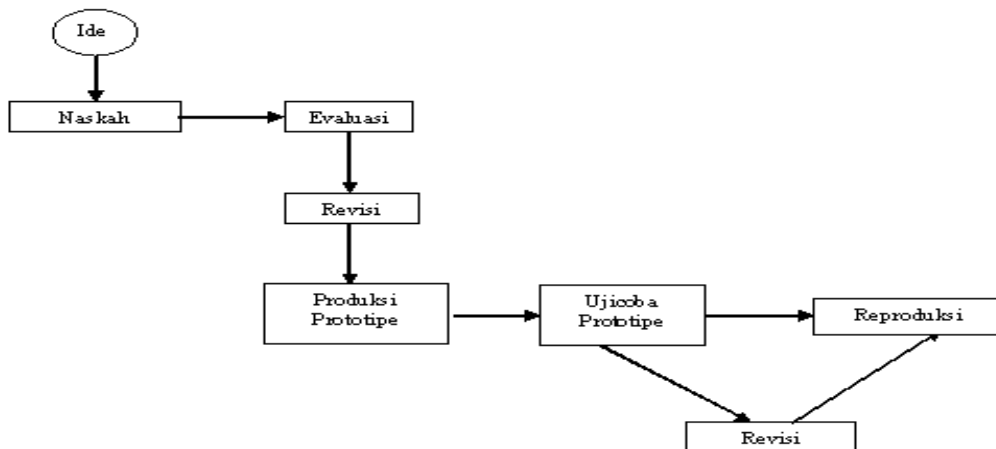 Ide
Naskah
Evaluasi
Revisi
Produksi
Prototipe
Ujicoba
Prototipe
Reproduksi
Revisi